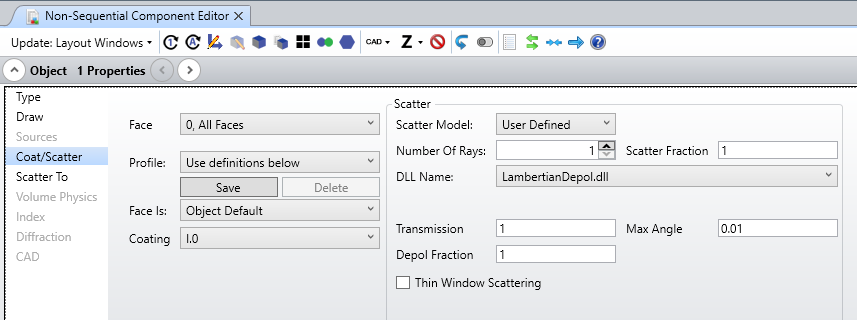 Non-Sequential Component Editor
Update: Layout Windows
CAD
Z
Object 1 Properties
Type
Draw
Sources
Coat/Scatter
Scatter To
Volume Physics
Index
Diffraction
CAD
Face 0, All Faces
Profile: Use definitions below
Save Delete
Face Is: Object Default
Coating I.0
Scatter
Scatter Model: User Defined
Number Of Rays: 1 Scatter Fraction 1
DLL Name: LambertianDepol.dll
Transmission 1 Max Angle 0.01
Depol Fraction 1
Thin Window Scattering